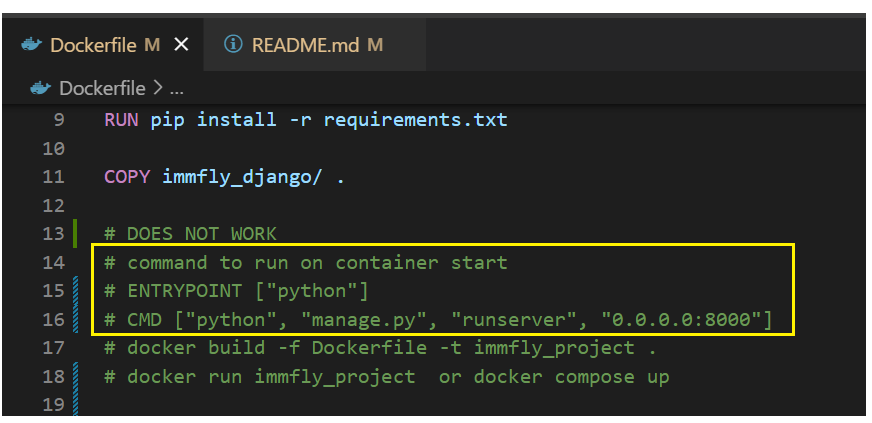 Dockerfile M README.md M
Dockerfile > ...
9 RUN pip install -r requirements.txt
10
11 COPY immfly_django/ .
12
13 # DOES NOT WORK
14 # command to run on container start
15 # ENTRYPOINT ["python"]
16 # CMD ["python", "manage.py", "runserver", "0.0.0.0:8000"]
17 # docker build -f Dockerfile -t immfly_project .
18 # docker run immfly_project  or docker compose up
19